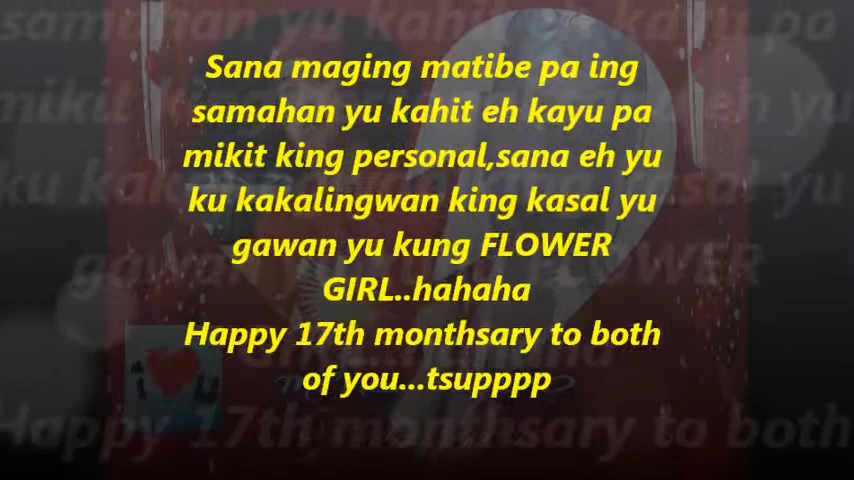 Sana maging matibe pa ing
samahan yu kahit eh kayu pa
mikit king personal,sana eh yu
ku kakalingwan king kasal yu
gawan yu kung FLOWER
GIRL..hahaha
Happy 17th monthsary to both
of you...tsupppp